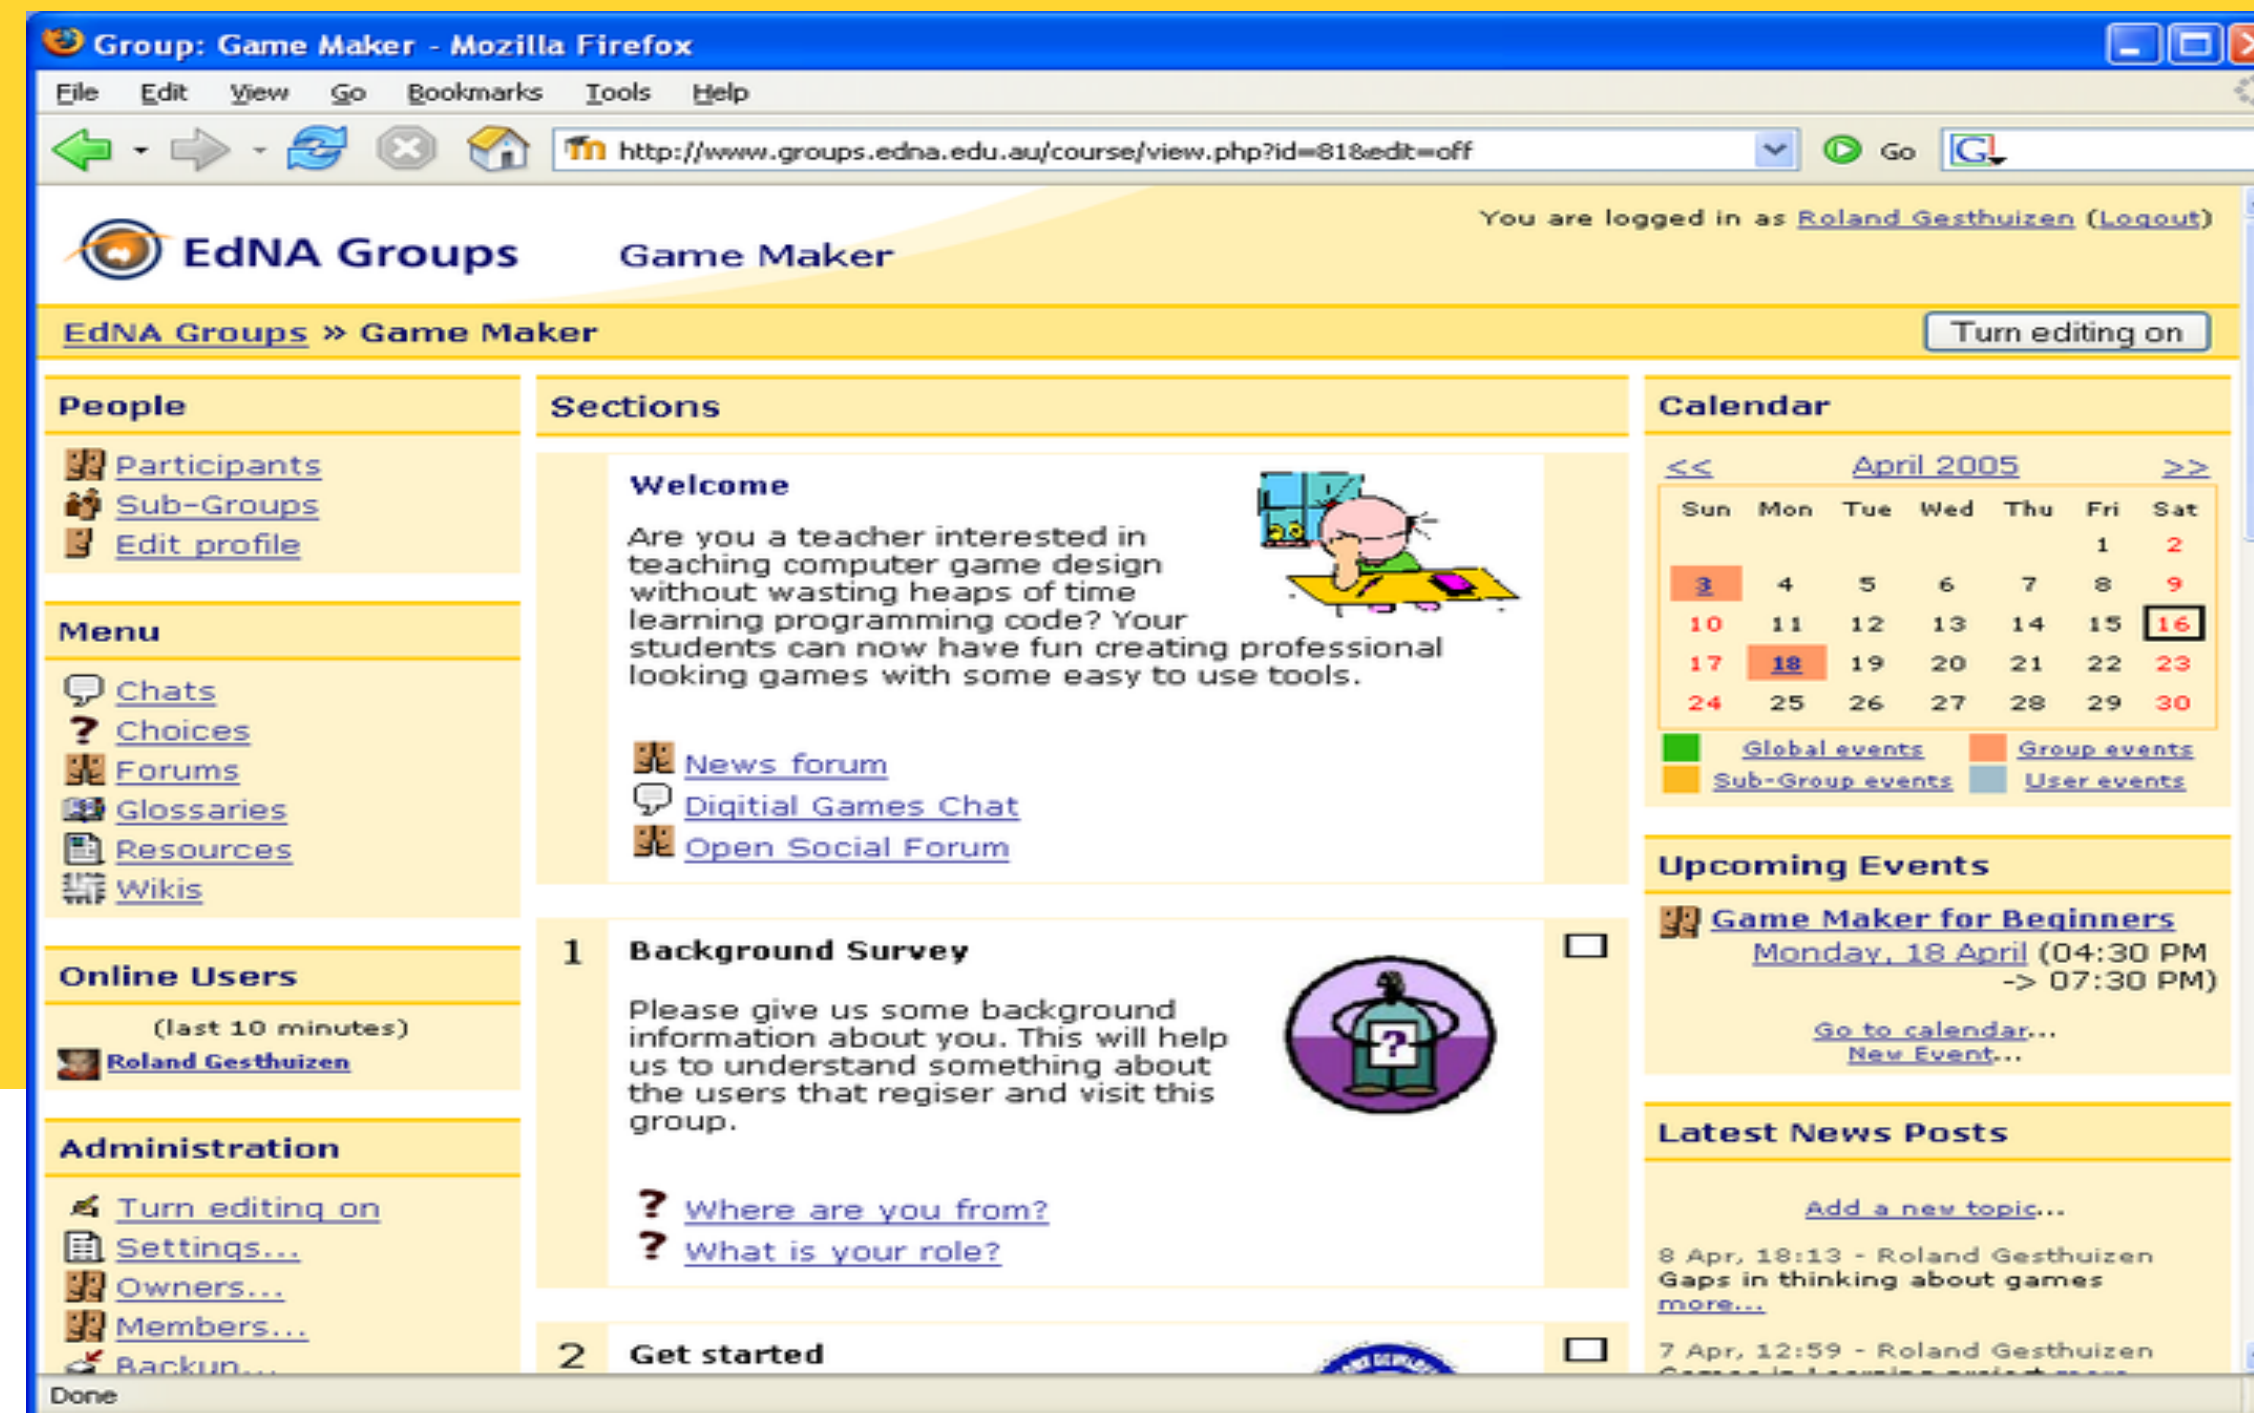 Group: Game Maker - Mozilla Firefox
File Edit View Go Bookmarks Tools Help
http://www.groups.edna.edu.au/course/view.php?id=81&edit=off Go G
You are logged in as Roland Gesthuizen (Logout)
EdNA Groups Game Maker
EdNA Groups » Game Maker
Turn editing on
People
Participants
Sub-Groups
Edit profile
Menu
Chats
? Choices
Forums
Glossaries
Resources
Wikis
Online Users
(last 10 minutes)
Roland Gesthuizen
Administration
Turn editing on
Settings...
Owners...
Members...
Backup...
Sections
Welcome
Are you a teacher interested in
teaching computer game design
without wasting heaps of time
learning programming code? Your
students can now have fun creating professional
looking games with some easy to use tools.
News forum
Digitial Games Chat
Open Social Forum
1 Background Survey
Please give us some background
information about you. This will help
us to understand something about
the users that regiser and visit this
group.
?
? Where are you from?
? What is your role?
2 Get started
Calendar
<< April 2005 >>
Sun Mon Tue Wed Thu Fri Sat
1 2
3 4 5 6 7 8 9
10 11 12 13 14 15 16
17 18 19 20 21 22 23
24 25 26 27 28 29 30
Global events Group events
Sub-Group events User events
Upcoming Events
Game Maker for Beginners
Monday, 18 April (04:30 PM
-> 07:30 PM)
Go to calendar...
New Event...
Latest News Posts
Add a new topic...
8 Apr, 18:13 - Roland Gesthuizen
Gaps in thinking about games
more...
7 Apr, 12:59 - Roland Gesthuizen
Games in Learning project more
Done